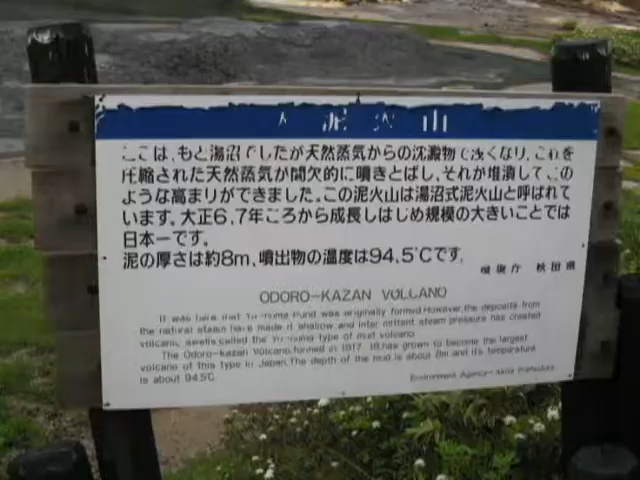 大泥火山
ここは、もと湯沼でしたが天然蒸気からの沈澱物で浅くなり、これを
圧縮された天然蒸気が間欠的に噴きとばし、それが堆積してこの
ような高まりができました。この泥火山は湯沼式泥火山と呼ばれて
います。大正6,7年ごろから成長しはじめ規模の大きいことでは
日本一です。
泥の厚さは約8m、噴出物の温度は94.5℃です。
環境庁 秋田県
ODORO-KAZAN VOLCANO
It was here that Yu-numa Pond was originally formed.However, the deposits from
the natural steam have made it shallow, and inter mittent steam pressure has created
volcanic swells,called the Yu-numa type of mud volcano.
The Odoro-kazan Volcano,formed in 1917, 18,has grown to become the largest
volcano of this type in Japan.The depth of the mud is about 8m and it's temperature
is about 94.5℃
Environment Agency-Akita Prefecture